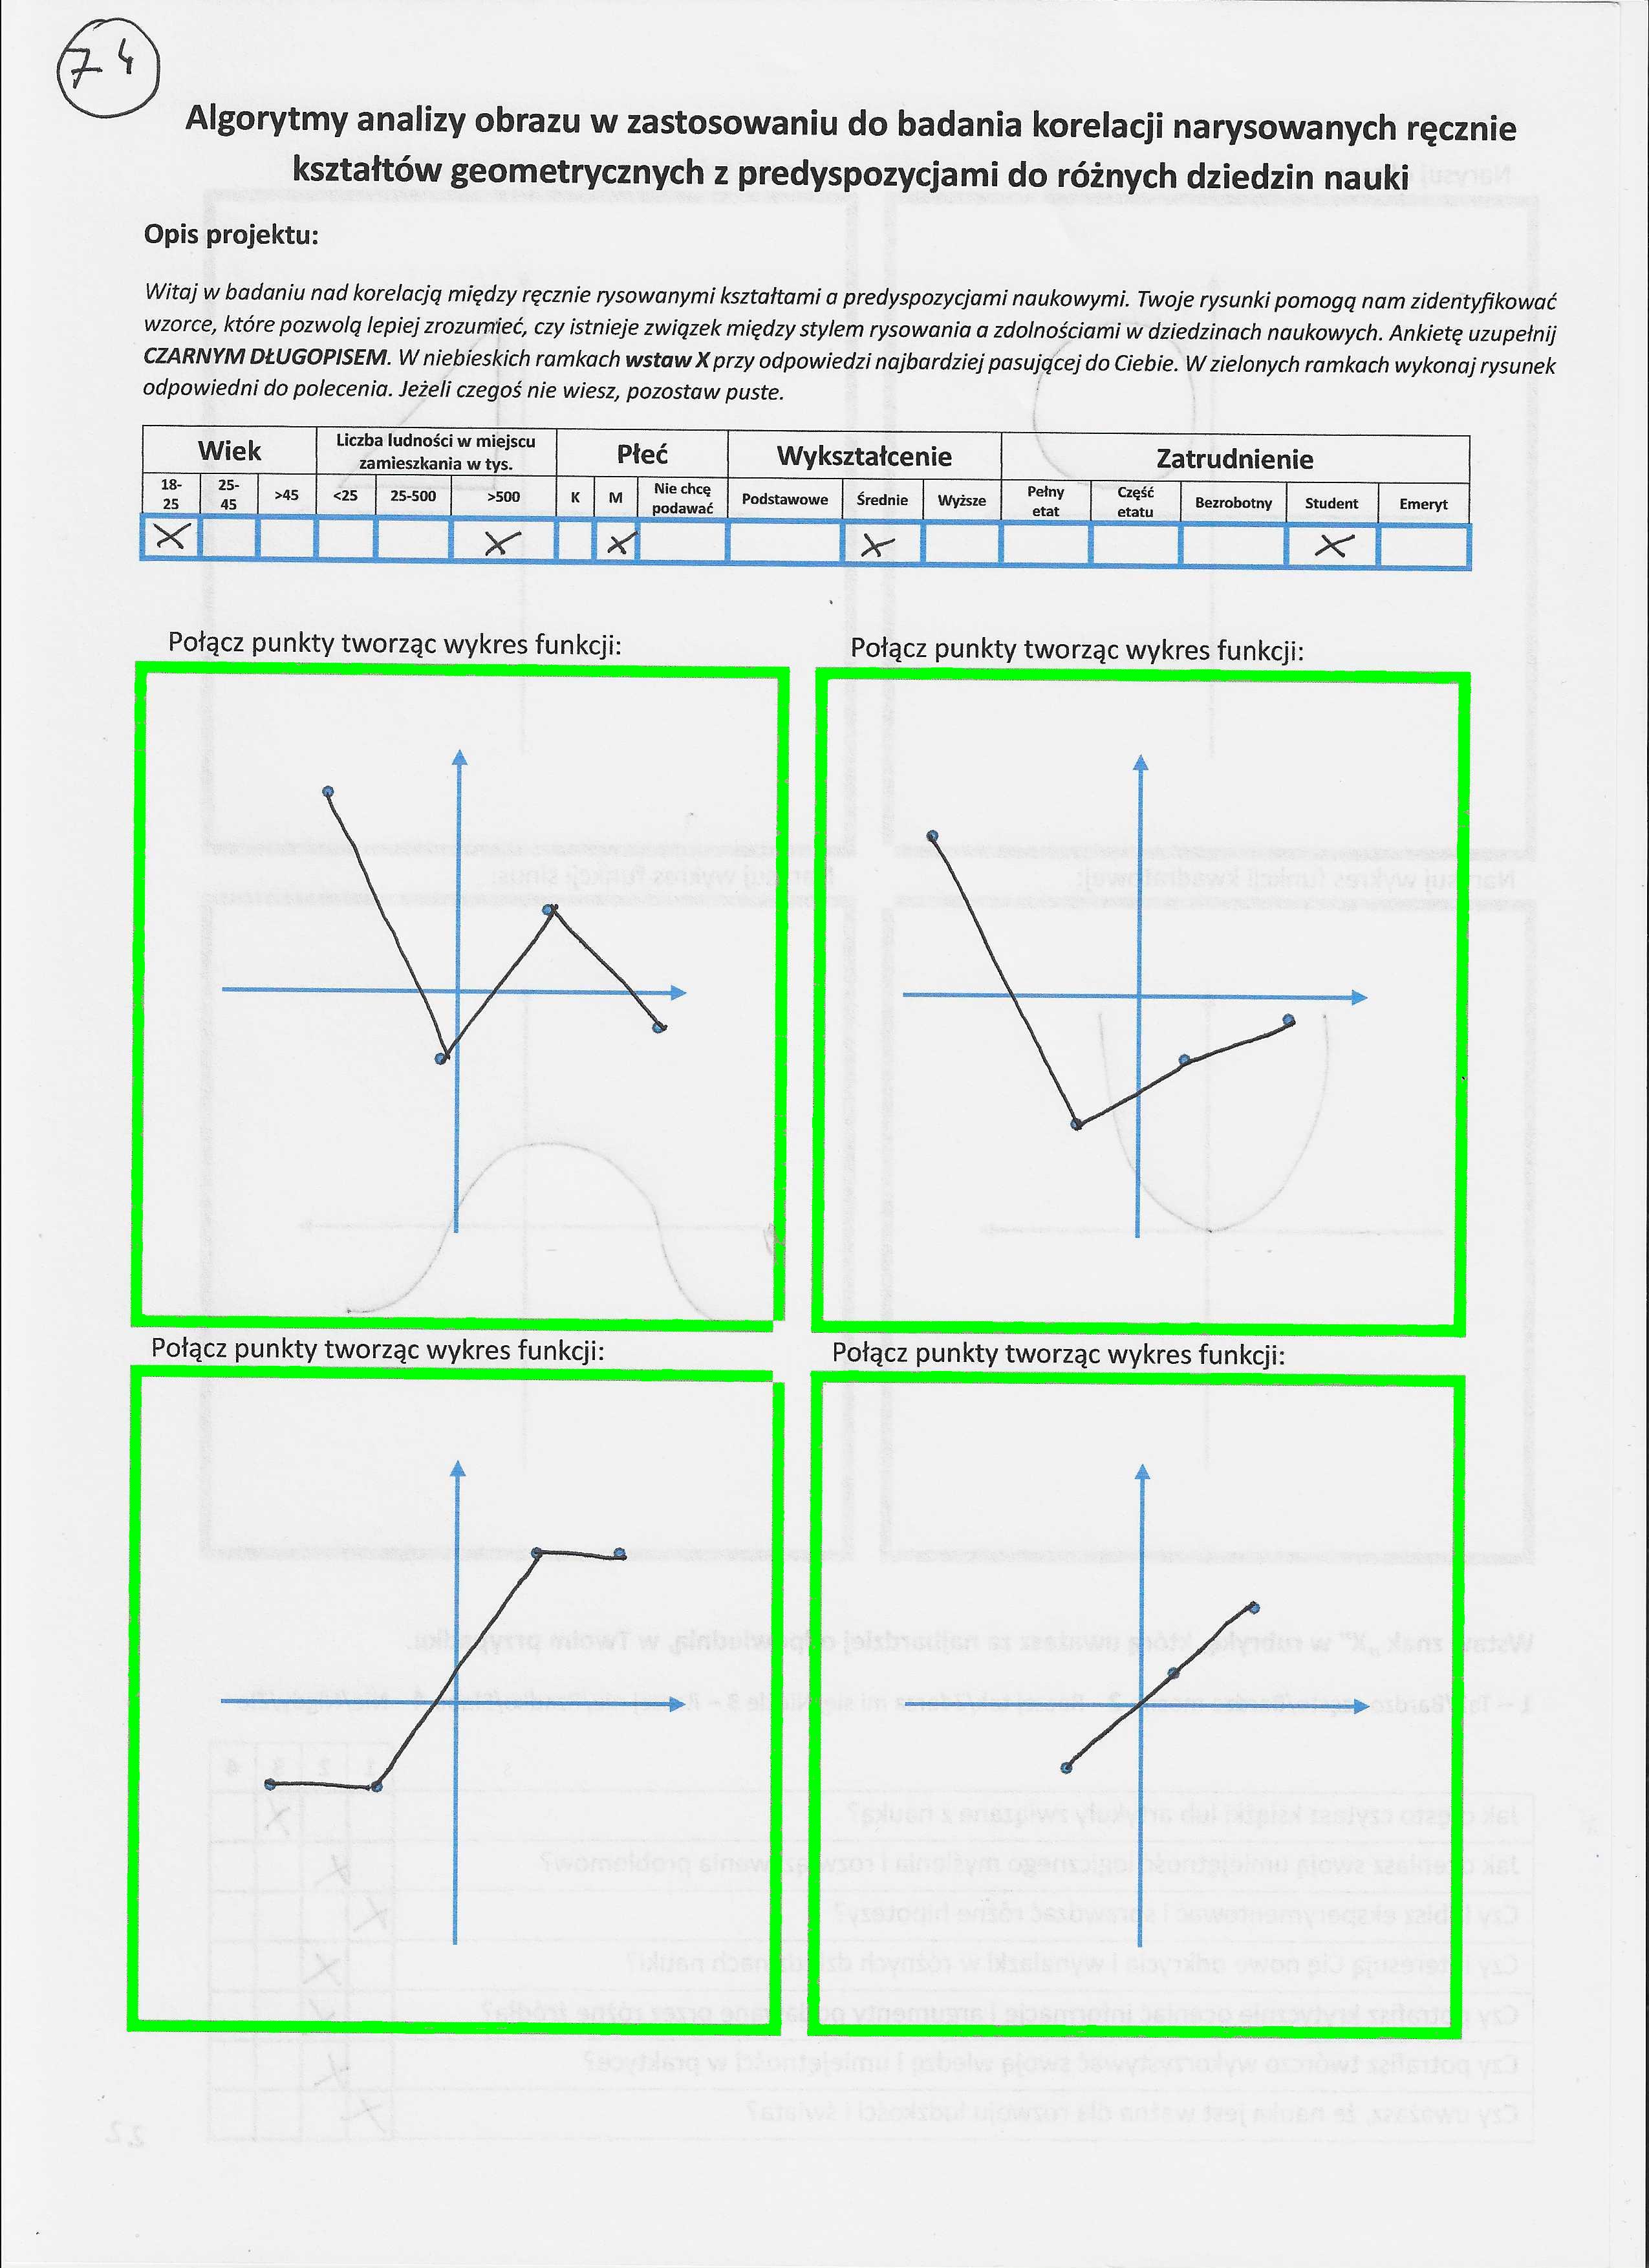 74
Algorytmy analizy obrazu w zastosowaniu do badania korelacji narysowanych ręcznie
kształtów geometrycznych z predyspozycjami do różnych dziedzin nauki
Opis projektu:
Witaj w badaniu nad korelacją między ręcznie rysowanymi kształtami a predyspozycjami naukowymi. Twoje rysunki pomogą nam zidentyfikować
wzorce, które pozwolą lepiej zrozumieć, czy istnieje związek między stylem rysowania a zdolnościami w dziedzinach naukowych. Ankietę uzupełnij
CZARNYM DŁUGOPISEM. W niebieskich ramkach wstaw X przy odpowiedzi najbardziej pasującej do Ciebie. W zielonych ramkach wykonaj rysunek
odpowiedni do polecenia. Jeżeli czegoś nie wiesz, pozostaw puste.
Wiek Liczba ludności w miejscu zamieszkania w tys. Płeć Wykształcenie Zatrudnienie
18-25 25-45 >45 <25 25-500 >500 K M Nie chcę podawać Podstawowe Średnie Wyższe Pełny etat Część etatu Bezrobotny Student Emeryt
X X X X X
Połącz punkty tworząc wykres funkcji: Połącz punkty tworząc wykres funkcji:
Połącz punkty tworząc wykres funkcji: Połącz punkty tworząc wykres funkcji: